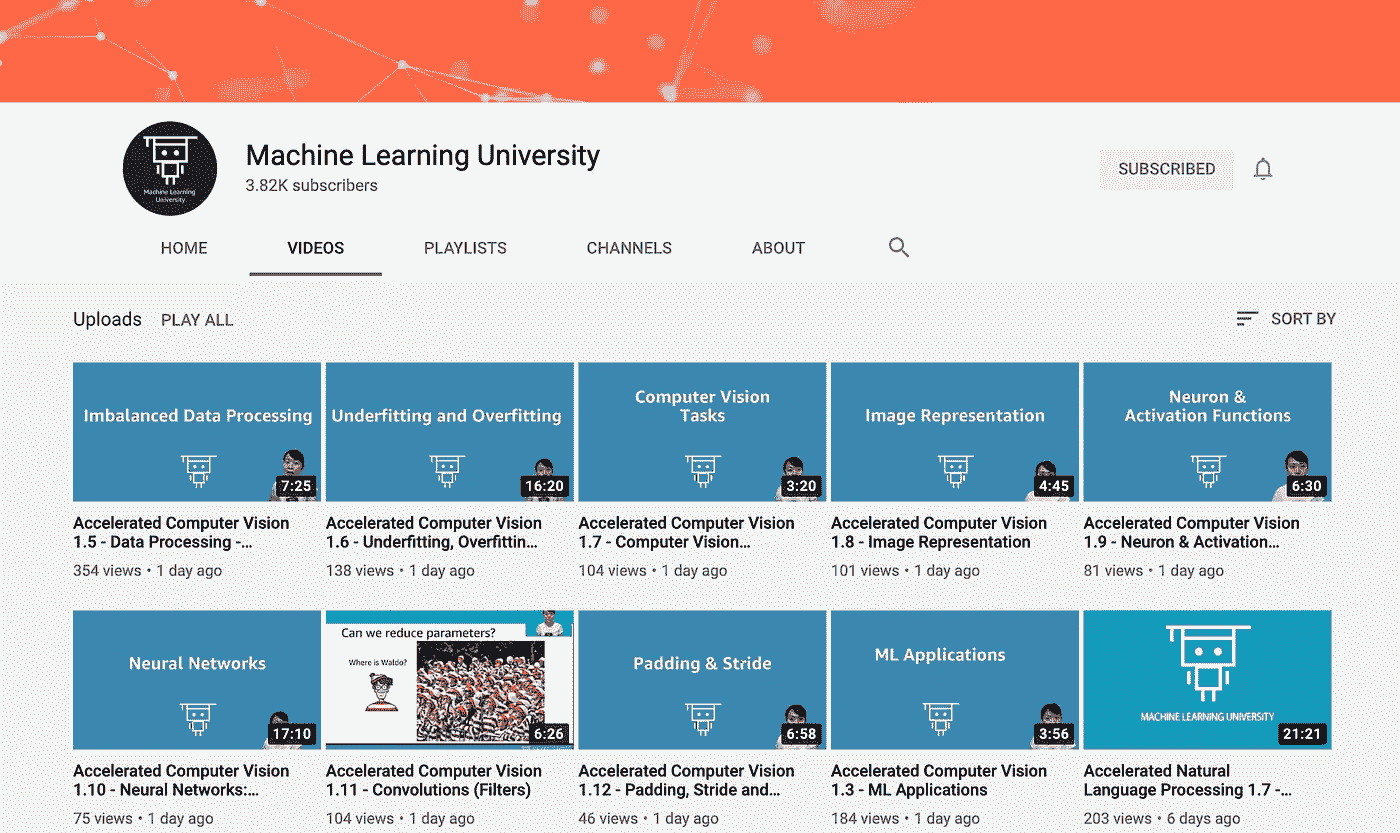 Machine Learning University
3.82K subscribers
SUBSCRIBED
Machine Learning
University
HOME VIDEOS PLAYLISTS CHANNELS ABOUT
Uploads PLAY ALL SORT BY
Imbalanced Data Processing
7:25
Underfitting and Overfitting
16:20
Computer Vision
Tasks
3:20
Image Representation
4:45
Neuron &
Activation Functions
6:30
Accelerated Computer Vision
1.5 - Data Processing -...
354 views • 1 day ago
Accelerated Computer Vision
1.6 - Underfitting, Overfittin...
138 views • 1 day ago
Accelerated Computer Vision
1.7 - Computer Vision...
104 views • 1 day ago
Accelerated Computer Vision
1.8 - Image Representation
101 views • 1 day ago
Accelerated Computer Vision
1.9 - Neuron & Activation...
81 views • 1 day ago
Neural Networks
17:10
Can we reduce parameters?
Where is Waldo?
6:26
Padding & Stride
6:58
ML Applications
3:56
MACHINE LEARNING UNIVERSITY
21:21
Accelerated Computer Vision
1.10 - Neural Networks:...
75 views • 1 day ago
Accelerated Computer Vision
1.11 - Convolutions (Filters)
104 views • 1 day ago
Accelerated Computer Vision
1.12 - Padding, Stride and...
46 views • 1 day ago
Accelerated Computer Vision
1.3 - ML Applications
184 views • 1 day ago
Accelerated Natural
Language Processing 1.7 -...
203 views • 6 days ago